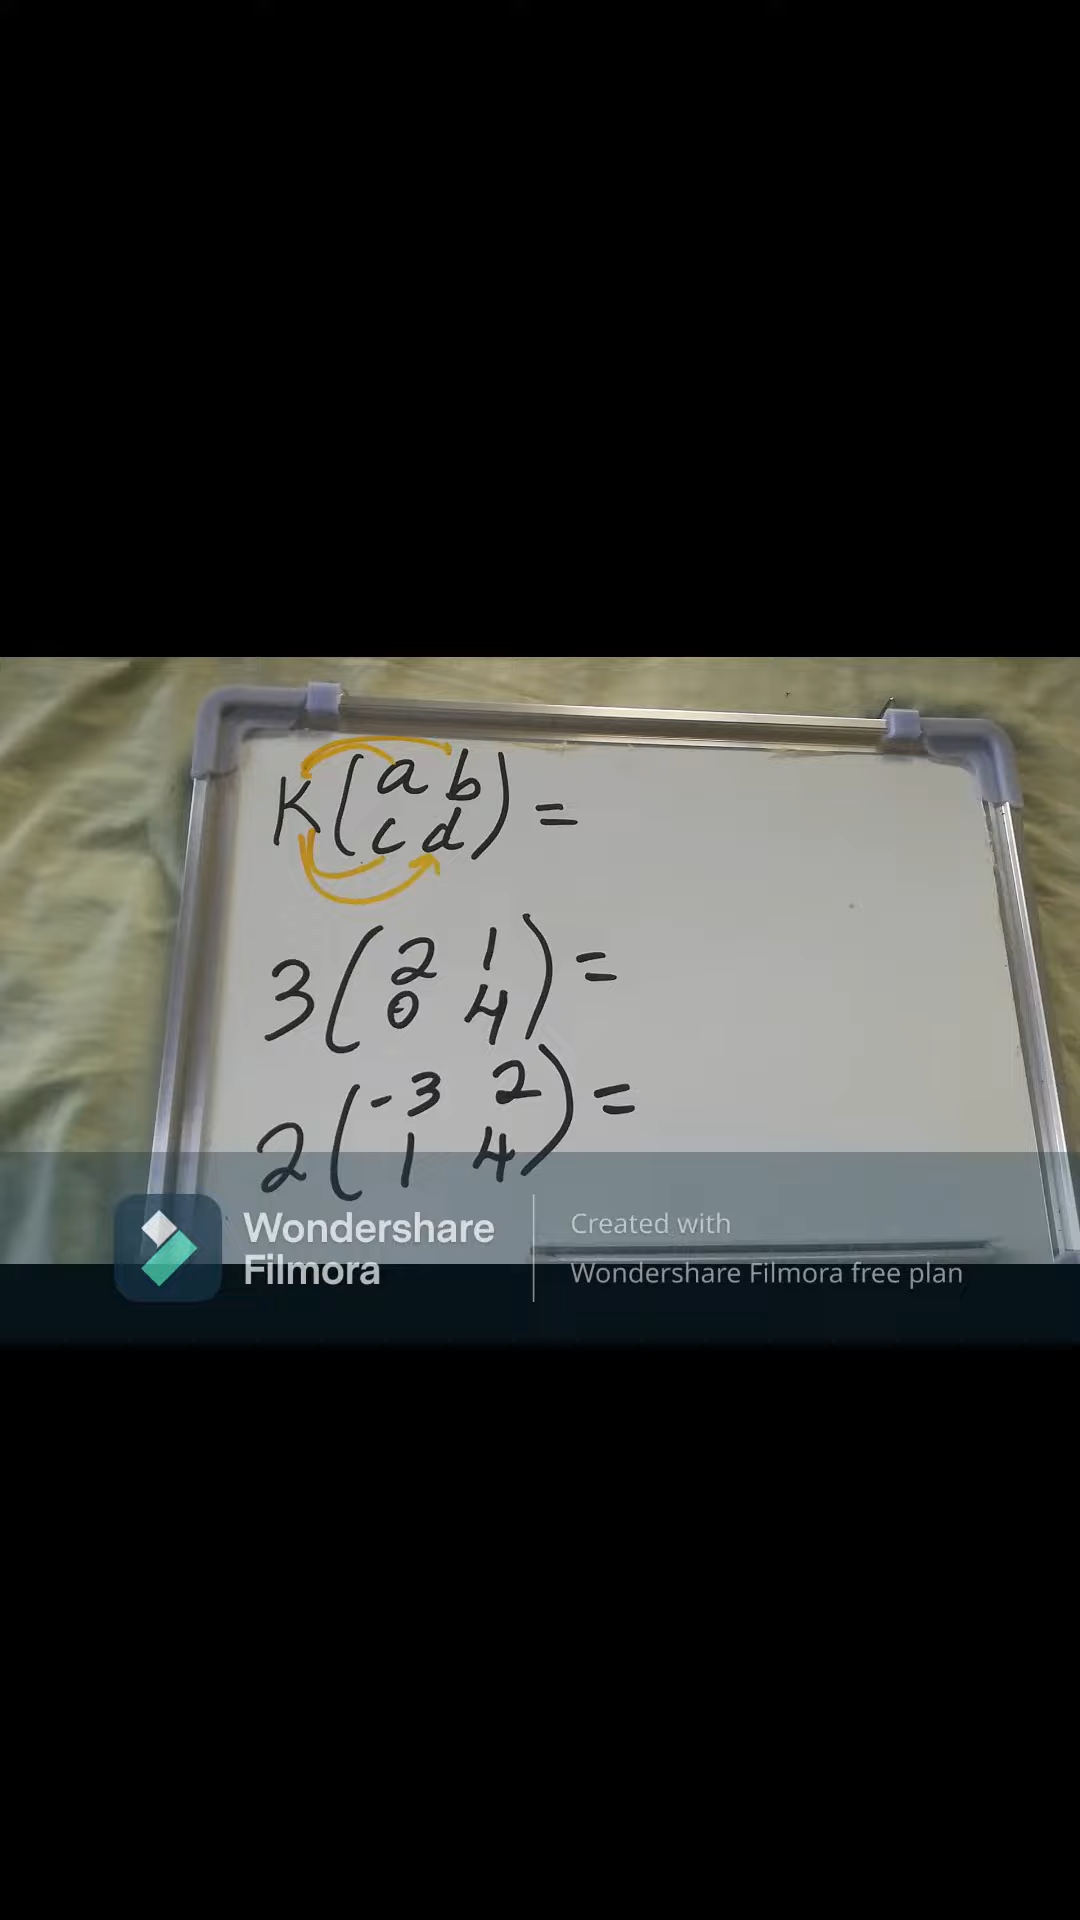 K(a b
c d) =
3(2 1
0 4) =
2(-3 2
1 4) =
Wondershare
Filmora
Created with
Wondershare Filmora free plan